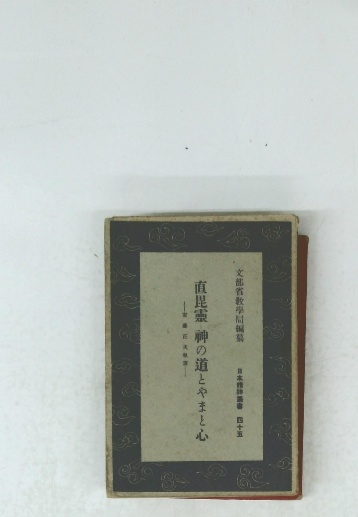 文部省教學局編纂
日本精神叢書 四十五
直毘靈 神の道とやまと心